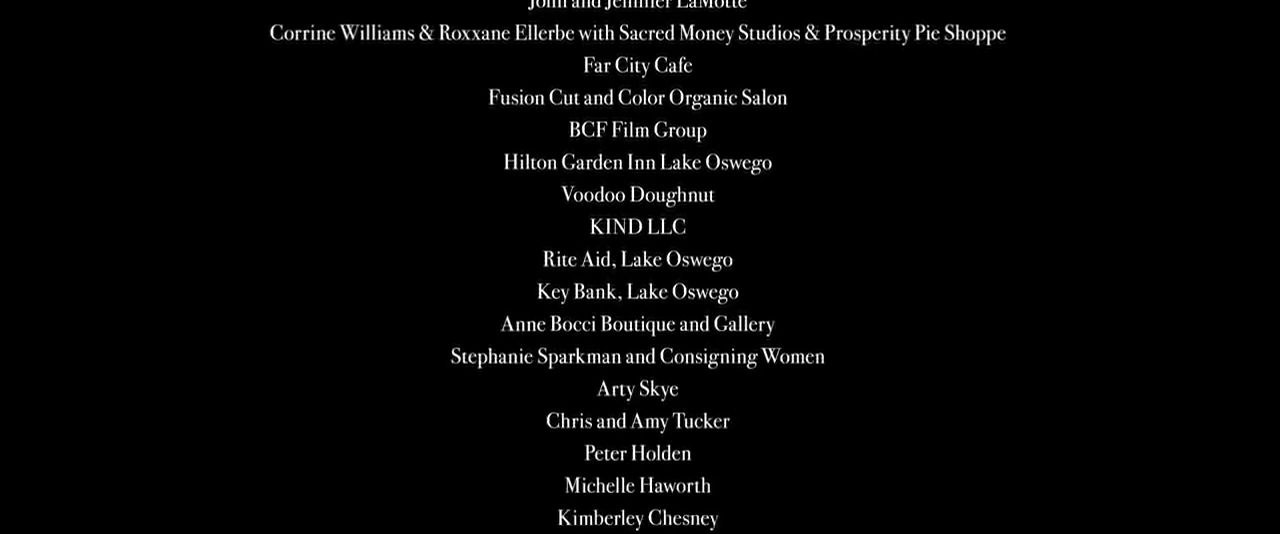 John and Jennifer LaMotte
Corrine Williams & Roxxane Ellerbe with Sacred Money Studios & Prosperity Pie Shoppe
Far City Cafe
Fusion Cut and Color Organic Salon
BCF Film Group
Hilton Garden Inn Lake Oswego
Voodoo Doughnut
KIND LLC
Rite Aid, Lake Oswego
Key Bank, Lake Oswego
Anne Bocci Boutique and Gallery
Stephanie Sparkman and Consigning Women
Arty Skye
Chris and Amy Tucker
Peter Holden
Michelle Haworth
Kimberley Chesney